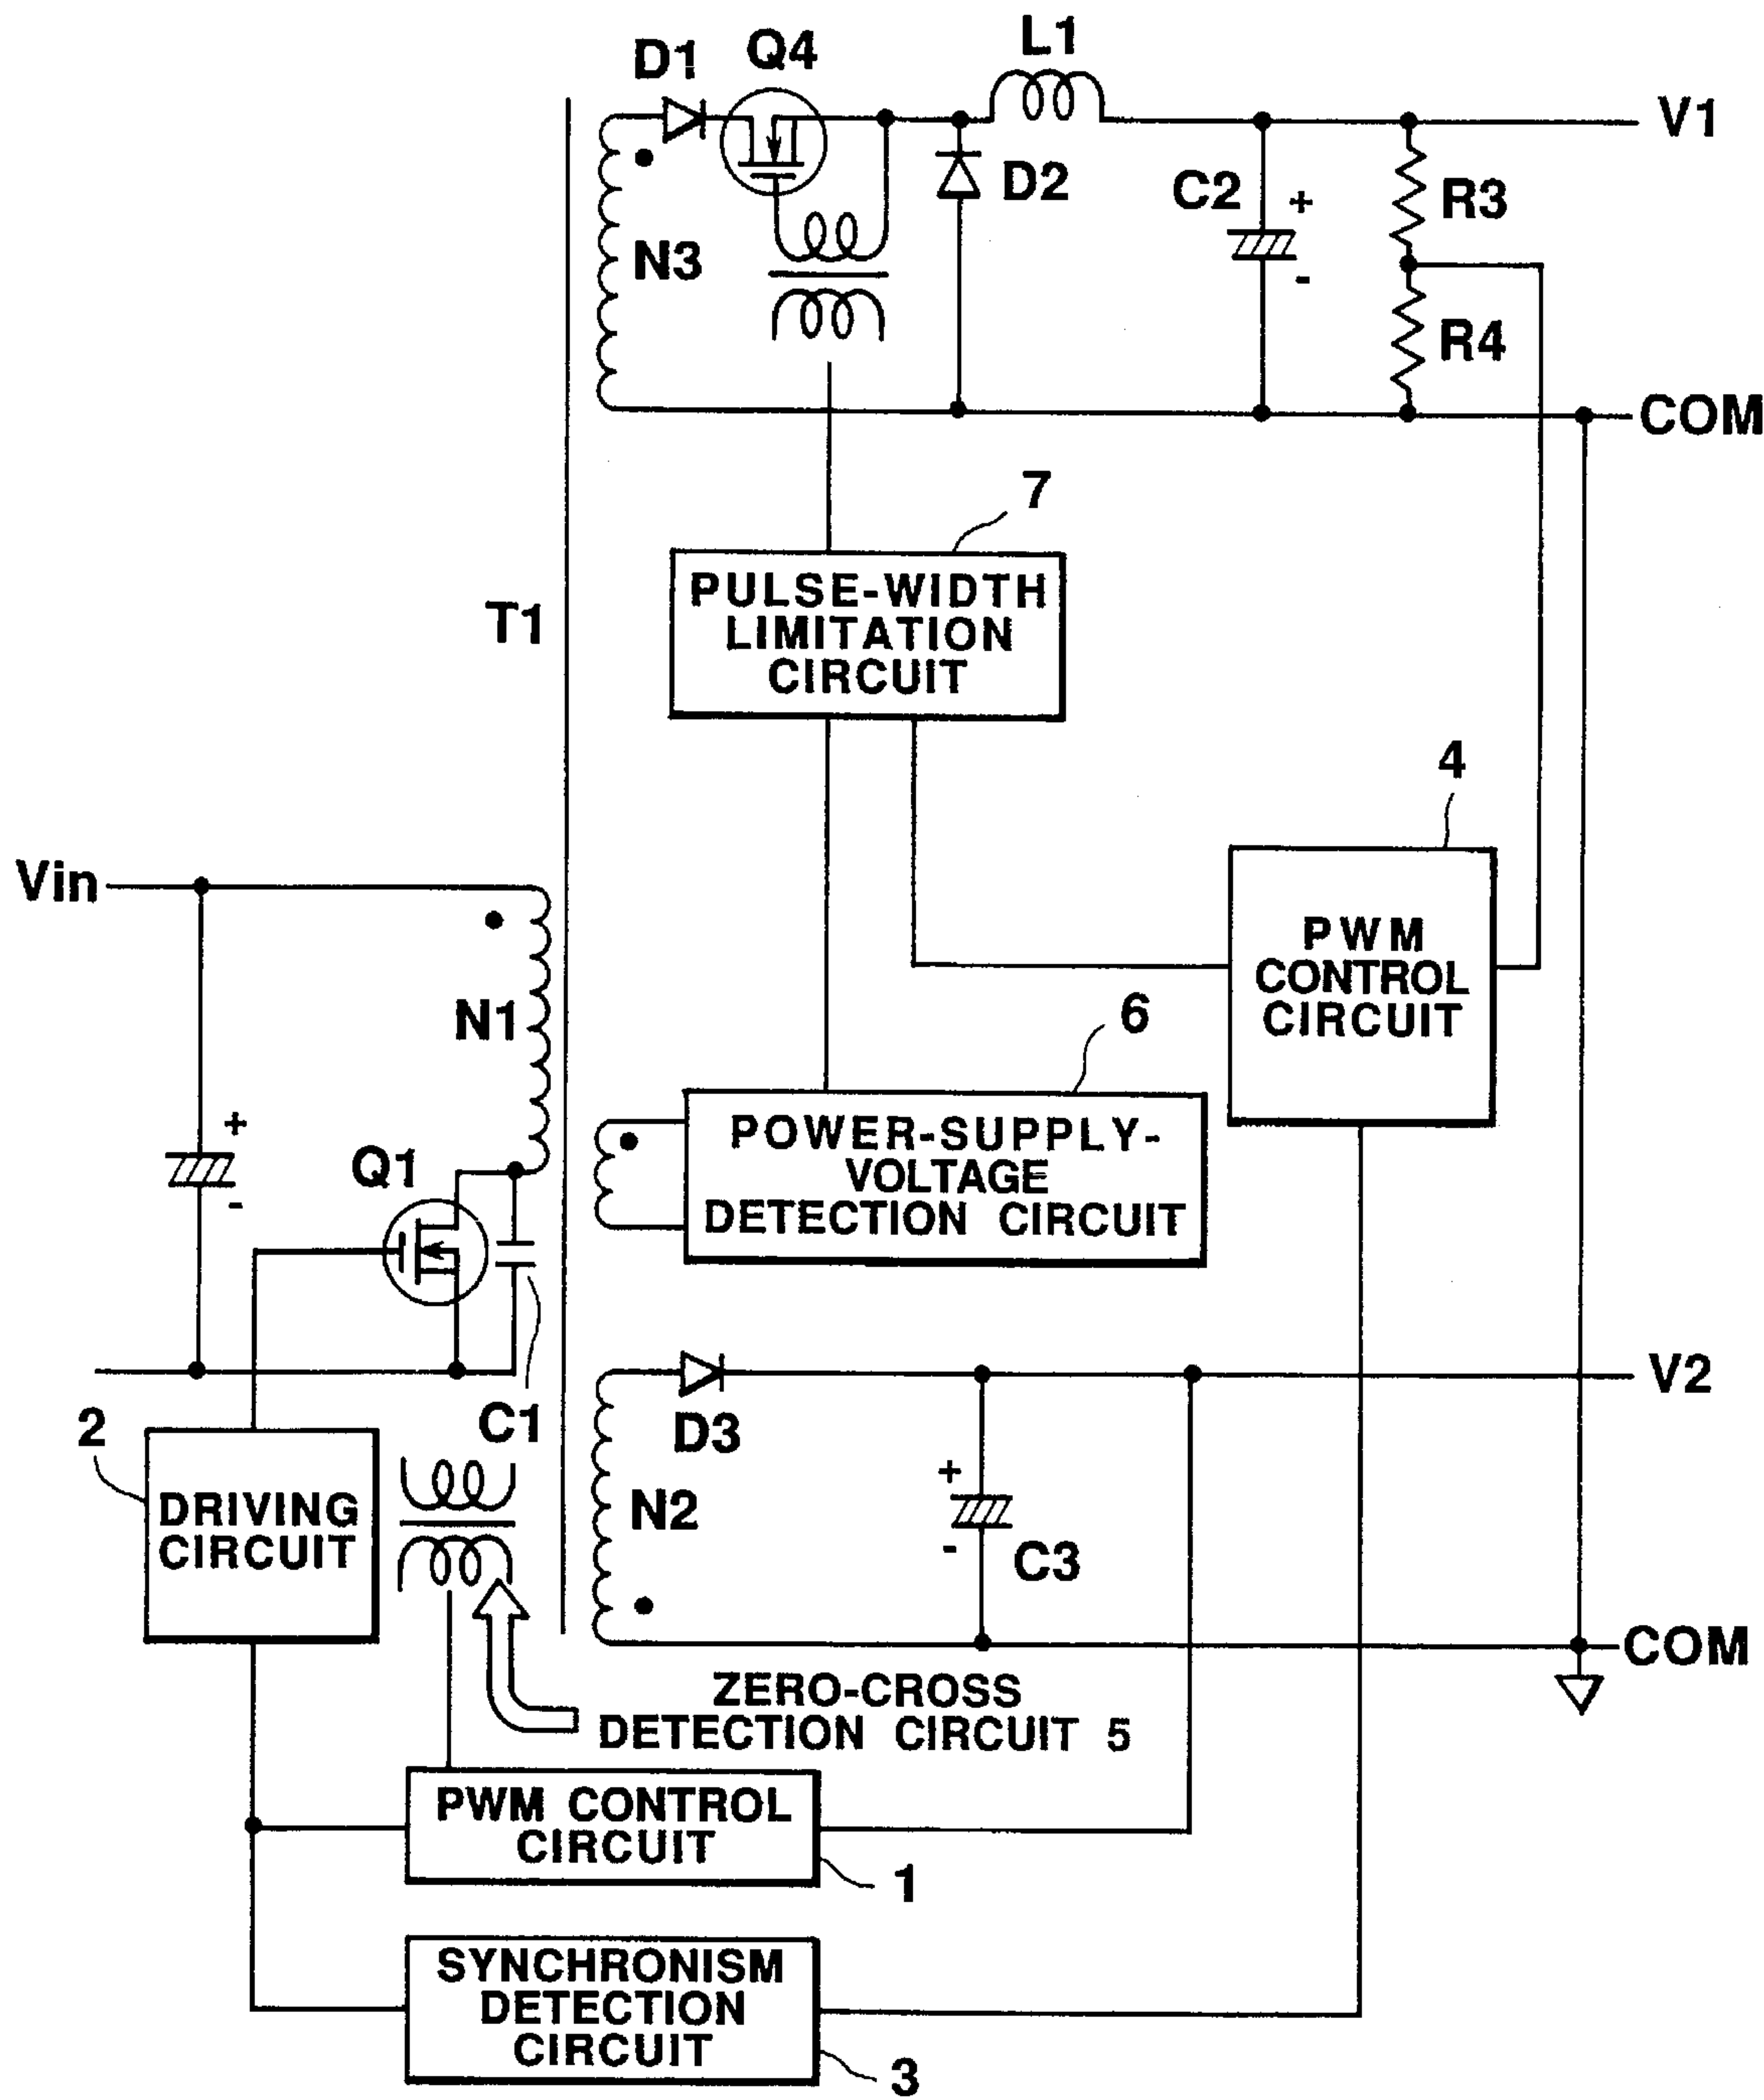 D1
Q4
L1
V1
D2
C2
+
-
R3
N3
R4
COM
7
PULSE-WIDTH
LIMITATION
CIRCUIT
T1
4
Vin
PWM
CONTROL
CIRCUIT
N1
6
+
-
Q1
POWER-SUPPLY-
VOLTAGE
DETECTION CIRCUIT
V2
2
C1
D3
DRIVING
CIRCUIT
N2
+
-
C3
COM
ZERO-CROSS
DETECTION CIRCUIT 5
PWM CONTROL
CIRCUIT
1
SYNCHRONISM
DETECTION
CIRCUIT
3